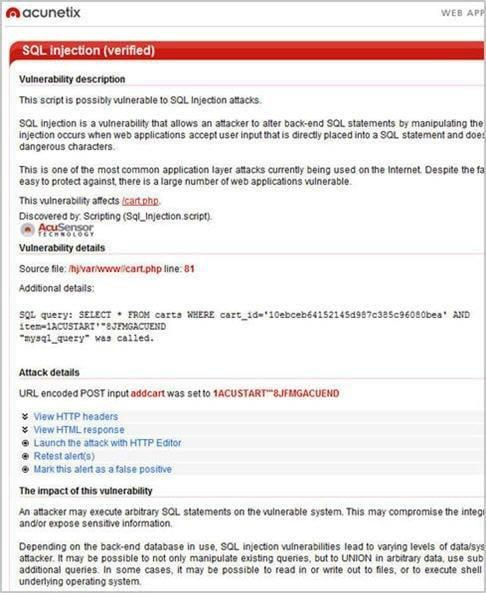 acunetix
WEB APP
SQL injection (verified)
Vulnerability description
This script is possibly vulnerable to SQL Injection attacks.
SQL injection is a vulnerability that allows an attacker to alter back-end SQL statements by manipulating the
injection occurs when web applications accept user input that is directly placed into a SQL statement and does
dangerous characters.
This is one of the most common application layer attacks currently being used on the Internet. Despite the fa
easy to protect against, there is a large number of web applications vulnerable.
This vulnerability affects /cart.php.
Discovered by: Scripting (Sql_Injection.script).
AcuSensor
TECHNOLOGY
Vulnerability details
Source file: /hj/var/www//cart.php line: 81
Additional details:
SQL query: SELECT * FROM carts WHERE cart_id='10ebceb64152145d987c385c96080bea' AND
item=1ACUSTART'"8JFMGACUEND
"mysql_query" was called.
Attack details
URL encoded POST input addcart was set to 1ACUSTART'"8JFMGACUEND
View HTTP headers
View HTML response
Launch the attack with HTTP Editor
Retest alert(s)
Mark this alert as a false positive
The impact of this vulnerability
An attacker may execute arbitrary SQL statements on the vulnerable system. This may compromise the integ
and/or expose sensitive information.
Depending on the back-end database in use, SQL injection vulnerabilities lead to varying levels of data/sys
attacker. It may be possible to not only manipulate existing queries, but to UNION in arbitrary data, use sub
additional queries. In some cases, it may be possible to read in or write out to files, or to execute shell
underlying operating system.